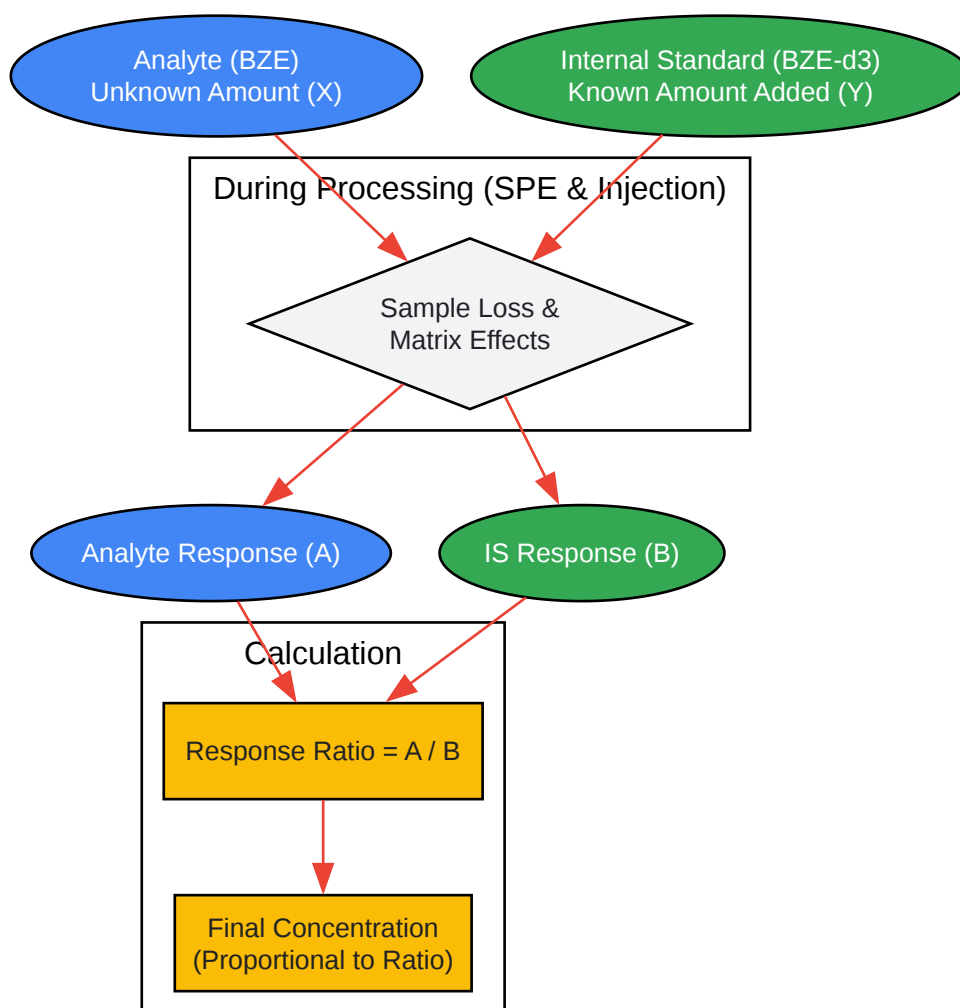 Analyte (BZE)
Unknown Amount (X)
Internal Standard (BZE-d3)
Known Amount Added (Y)
During Processing (SPE & Injection)
Sample Loss &
Matrix Effects
Analyte Response (A)
IS Response (B)
Calculation
Response Ratio = A / B
Final Concentration
(Proportional to Ratio)